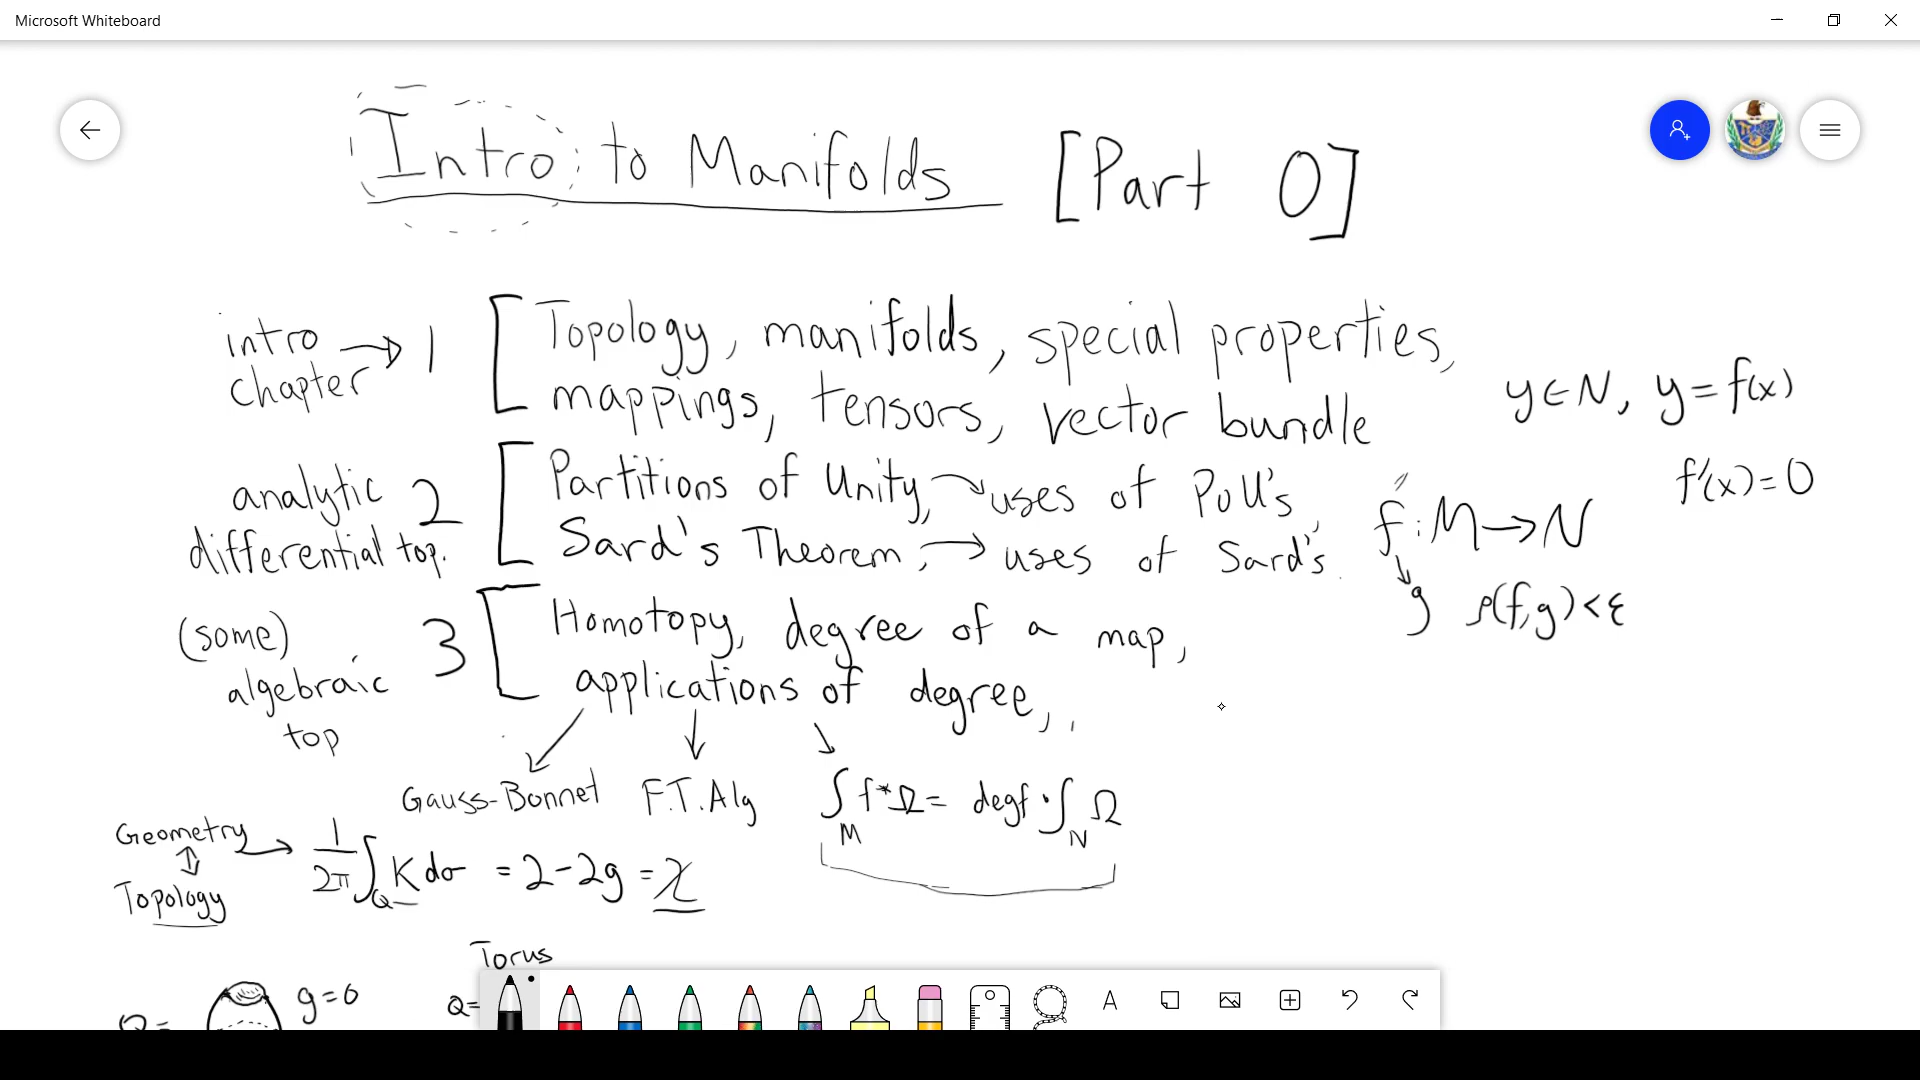 Microsoft Whiteboard
Intro to Manifolds [Part 0]
intro chapter → 1
Topology, manifolds, special properties,
mappings, tensors, vector bundle
y∈N, y=f(x)
f'(x)=0
analytic 2
differential top.
Partitions of Unity, → uses of PoU's,
Sard's Theorem, → uses of Sard's
f: M → N
g ρ(f,g)<ε
(some) 3
algebraic
top
Homotopy, degree of a map,
applications of degree,
Gauss-Bonnet F.T.Alg ∫_M f*Ω = degf·∫_N Ω
Geometry → 1/2π ∫_Q K dσ = 2-2g = χ
↕
Topology
Torus
Q= g=0 Q=
A